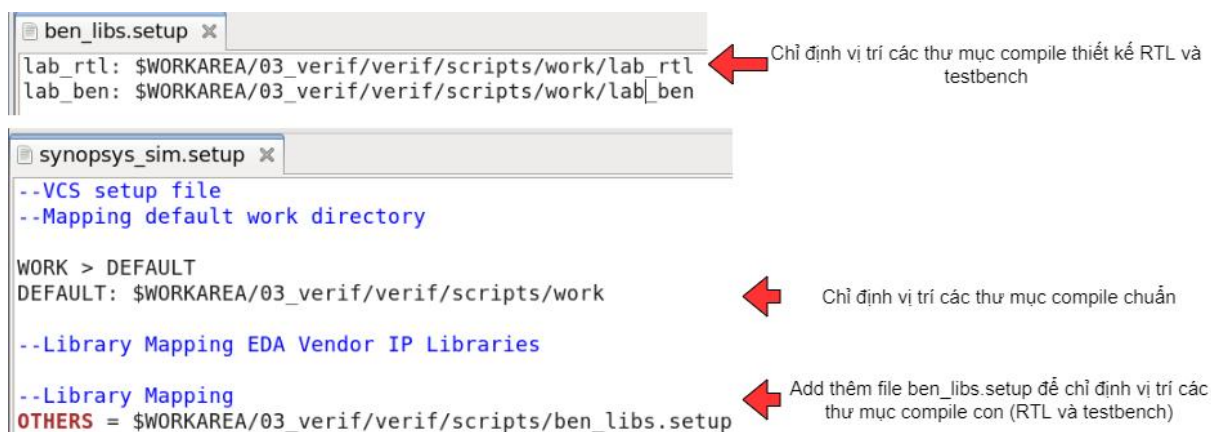 ben_libs.setup
lab_rtl: $WORKAREA/03_verif/verif/scripts/work/lab_rtl
lab_ben: $WORKAREA/03_verif/verif/scripts/work/lab_ben
Chỉ định vị trí các thư mục compile thiết kế RTL và
testbench
synopsys_sim.setup
--VCS setup file
--Mapping default work directory
WORK > DEFAULT
DEFAULT: $WORKAREA/03_verif/verif/scripts/work
Chỉ định vị trí các thư mục compile chuẩn
--Library Mapping EDA Vendor IP Libraries
--Library Mapping
OTHERS = $WORKAREA/03_verif/verif/scripts/ben_libs.setup
Add thêm file ben_libs.setup để chỉ định vị trí các
thư mục compile con (RTL và testbench)